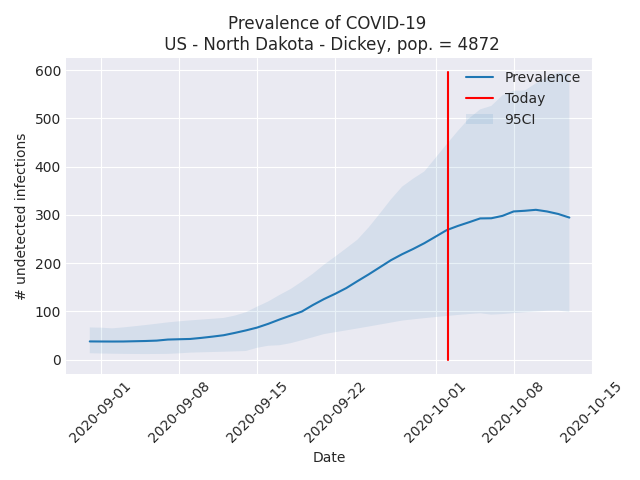 Prevalence of COVID-19
US - North Dakota - Dickey, pop. = 4872
600
500
400
300
200
100
0
# undetected infections
Prevalence
Today
95CI
2020-09-01
2020-09-08
2020-09-15
2020-09-22
2020-10-01
2020-10-08
2020-10-15
Date